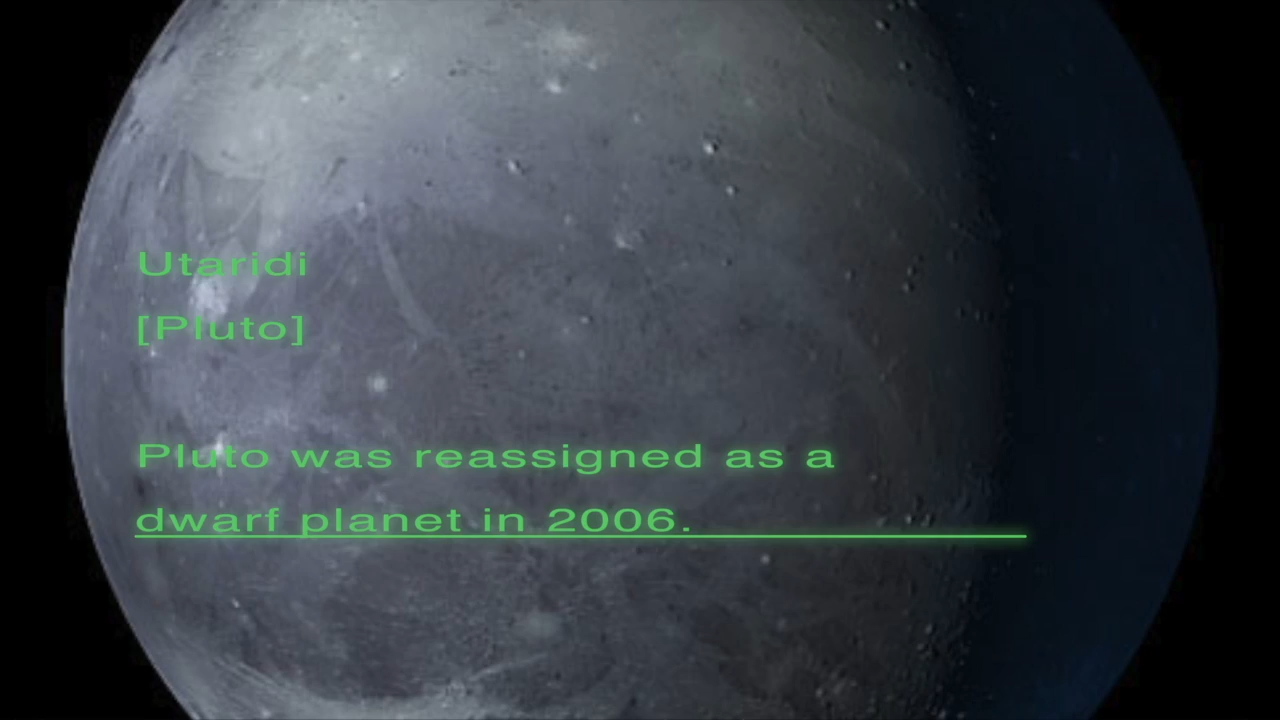 Utaridi
[Pluto]
Pluto was reassigned as a
dwarf planet in 2006.